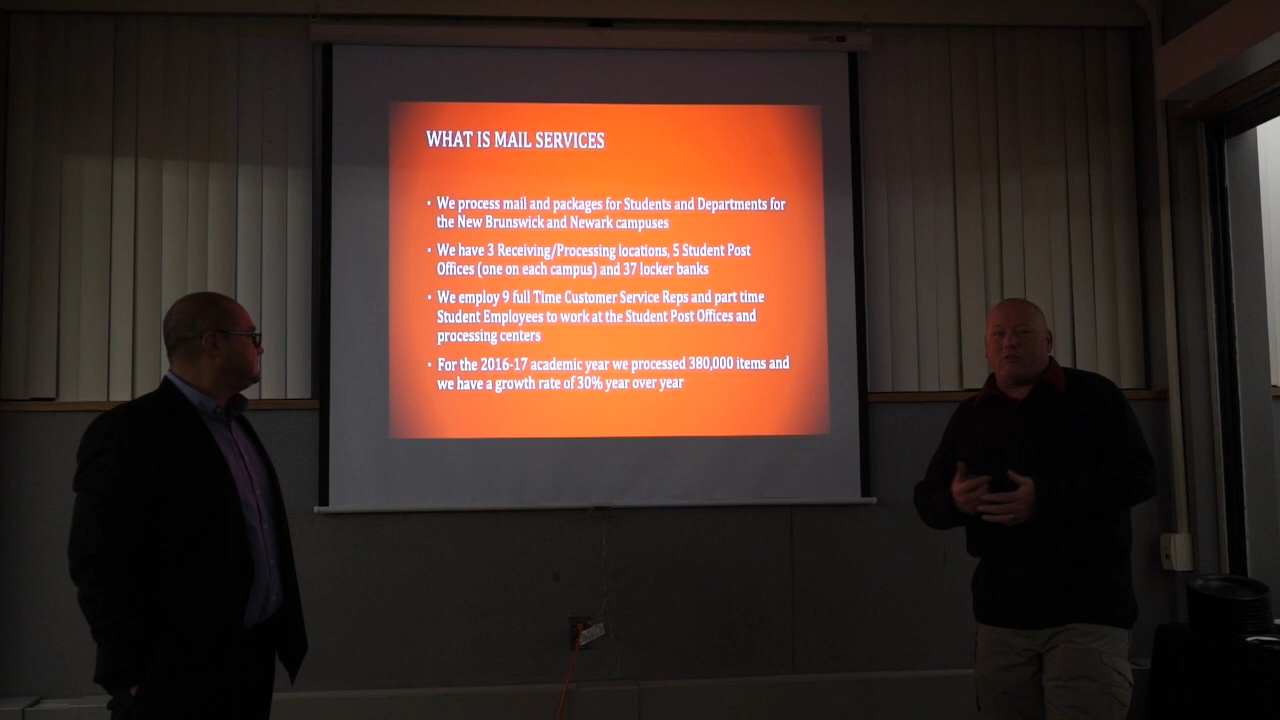 WHAT IS MAIL SERVICES
• We process mail and packages for Students and Departments for
the New Brunswick and Newark campuses
• We have 3 Receiving/Processing locations, 5 Student Post
Offices (one on each campus) and 37 locker banks
• We employ 9 full Time Customer Service Reps and part time
Student Employees to work at the Student Post Offices and
processing centers
• For the 2016-17 academic year we processed 380,000 items and
we have a growth rate of 30% year over year